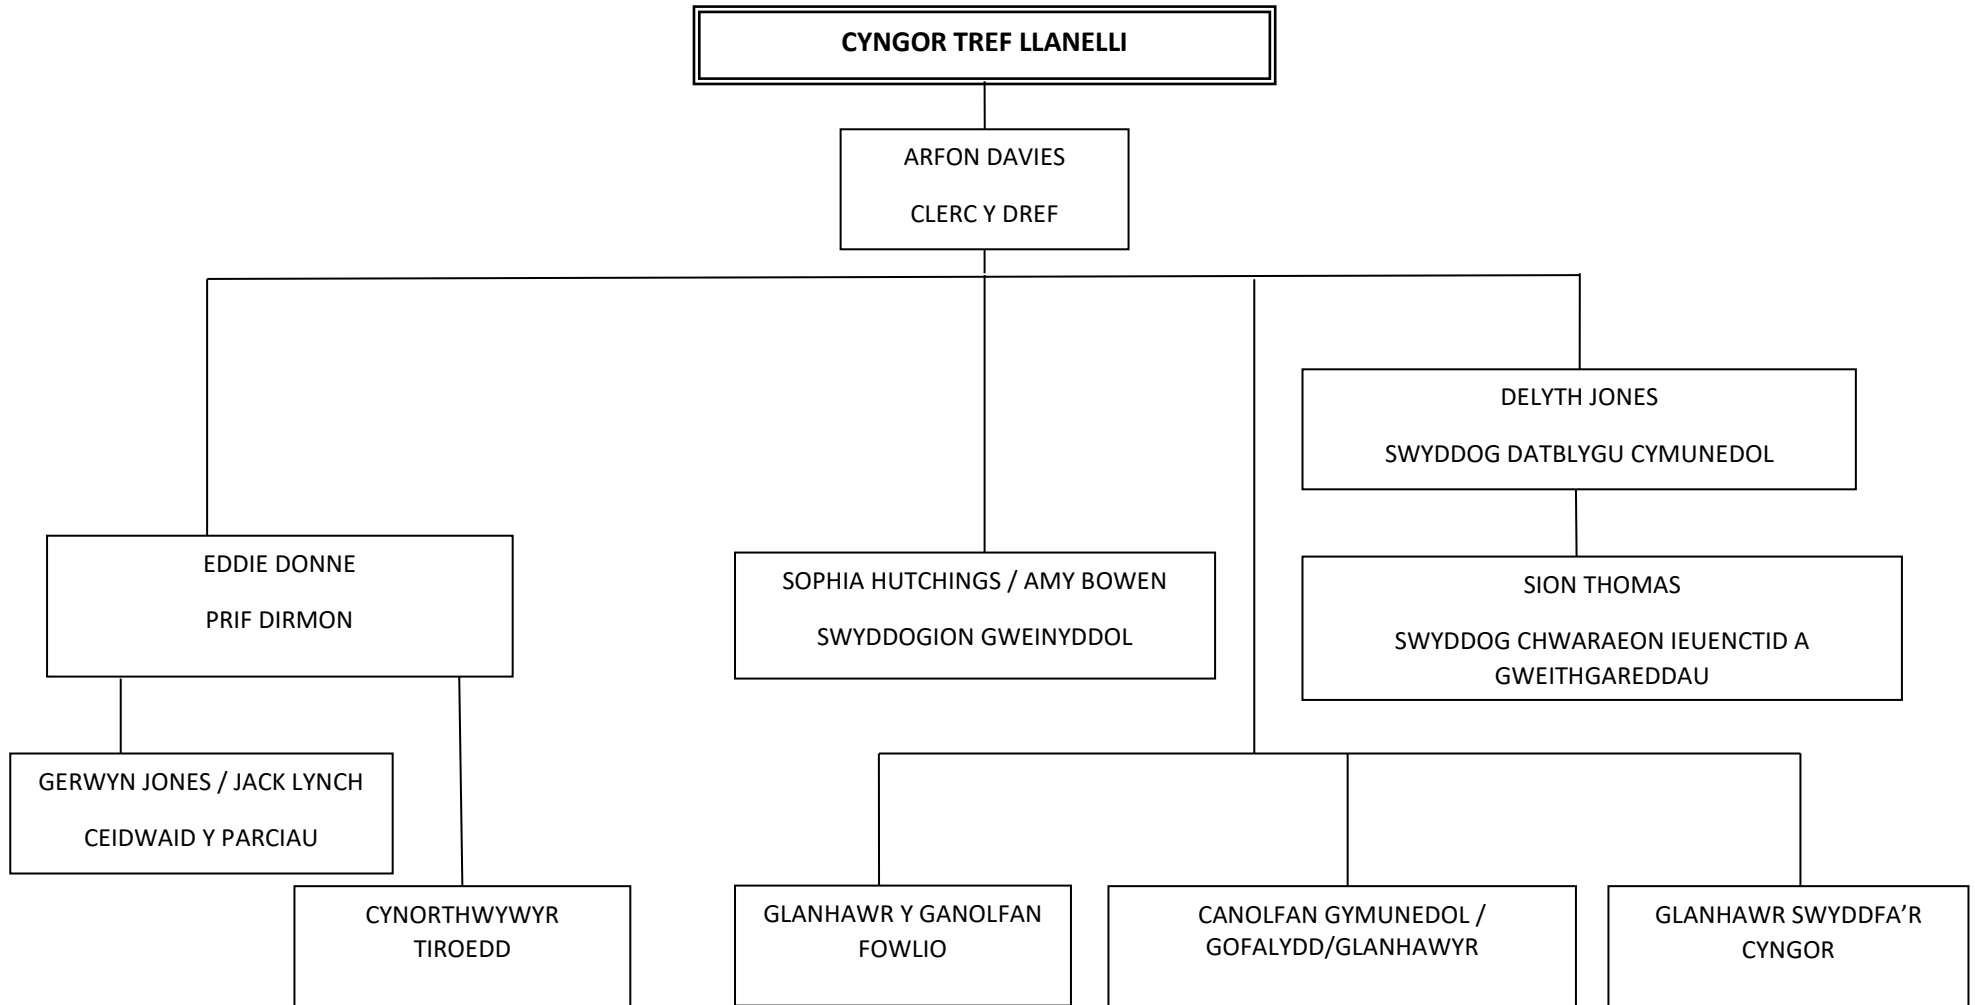 CYNGOR TREF LLANELLI
ARFON DAVIES
CLERC Y DREF
DELYTH JONES
SWYDDOG DATBLYGU CYMUNEDOL
EDDIE DONNE
PRIF DIRMON
SOPHIA HUTCHINGS / AMY BOWEN
SWYDDOGION GWEINYDDOL
SION THOMAS
SWYDDOG CHWARAEON IEUENCTID A
GWEITHGAREDDAU
GERWYN JONES / JACK LYNCH
CEIDWAID Y PARCIAU
CYNORTHWYWYR
TIROEDD
GLANHAWR Y GANOLFAN
FOWLIO
CANOLFAN GYMUNEDOL /
GOFALYDD/GLANHAWYR
GLANHAWR SWYDDFA’R
CYNGOR